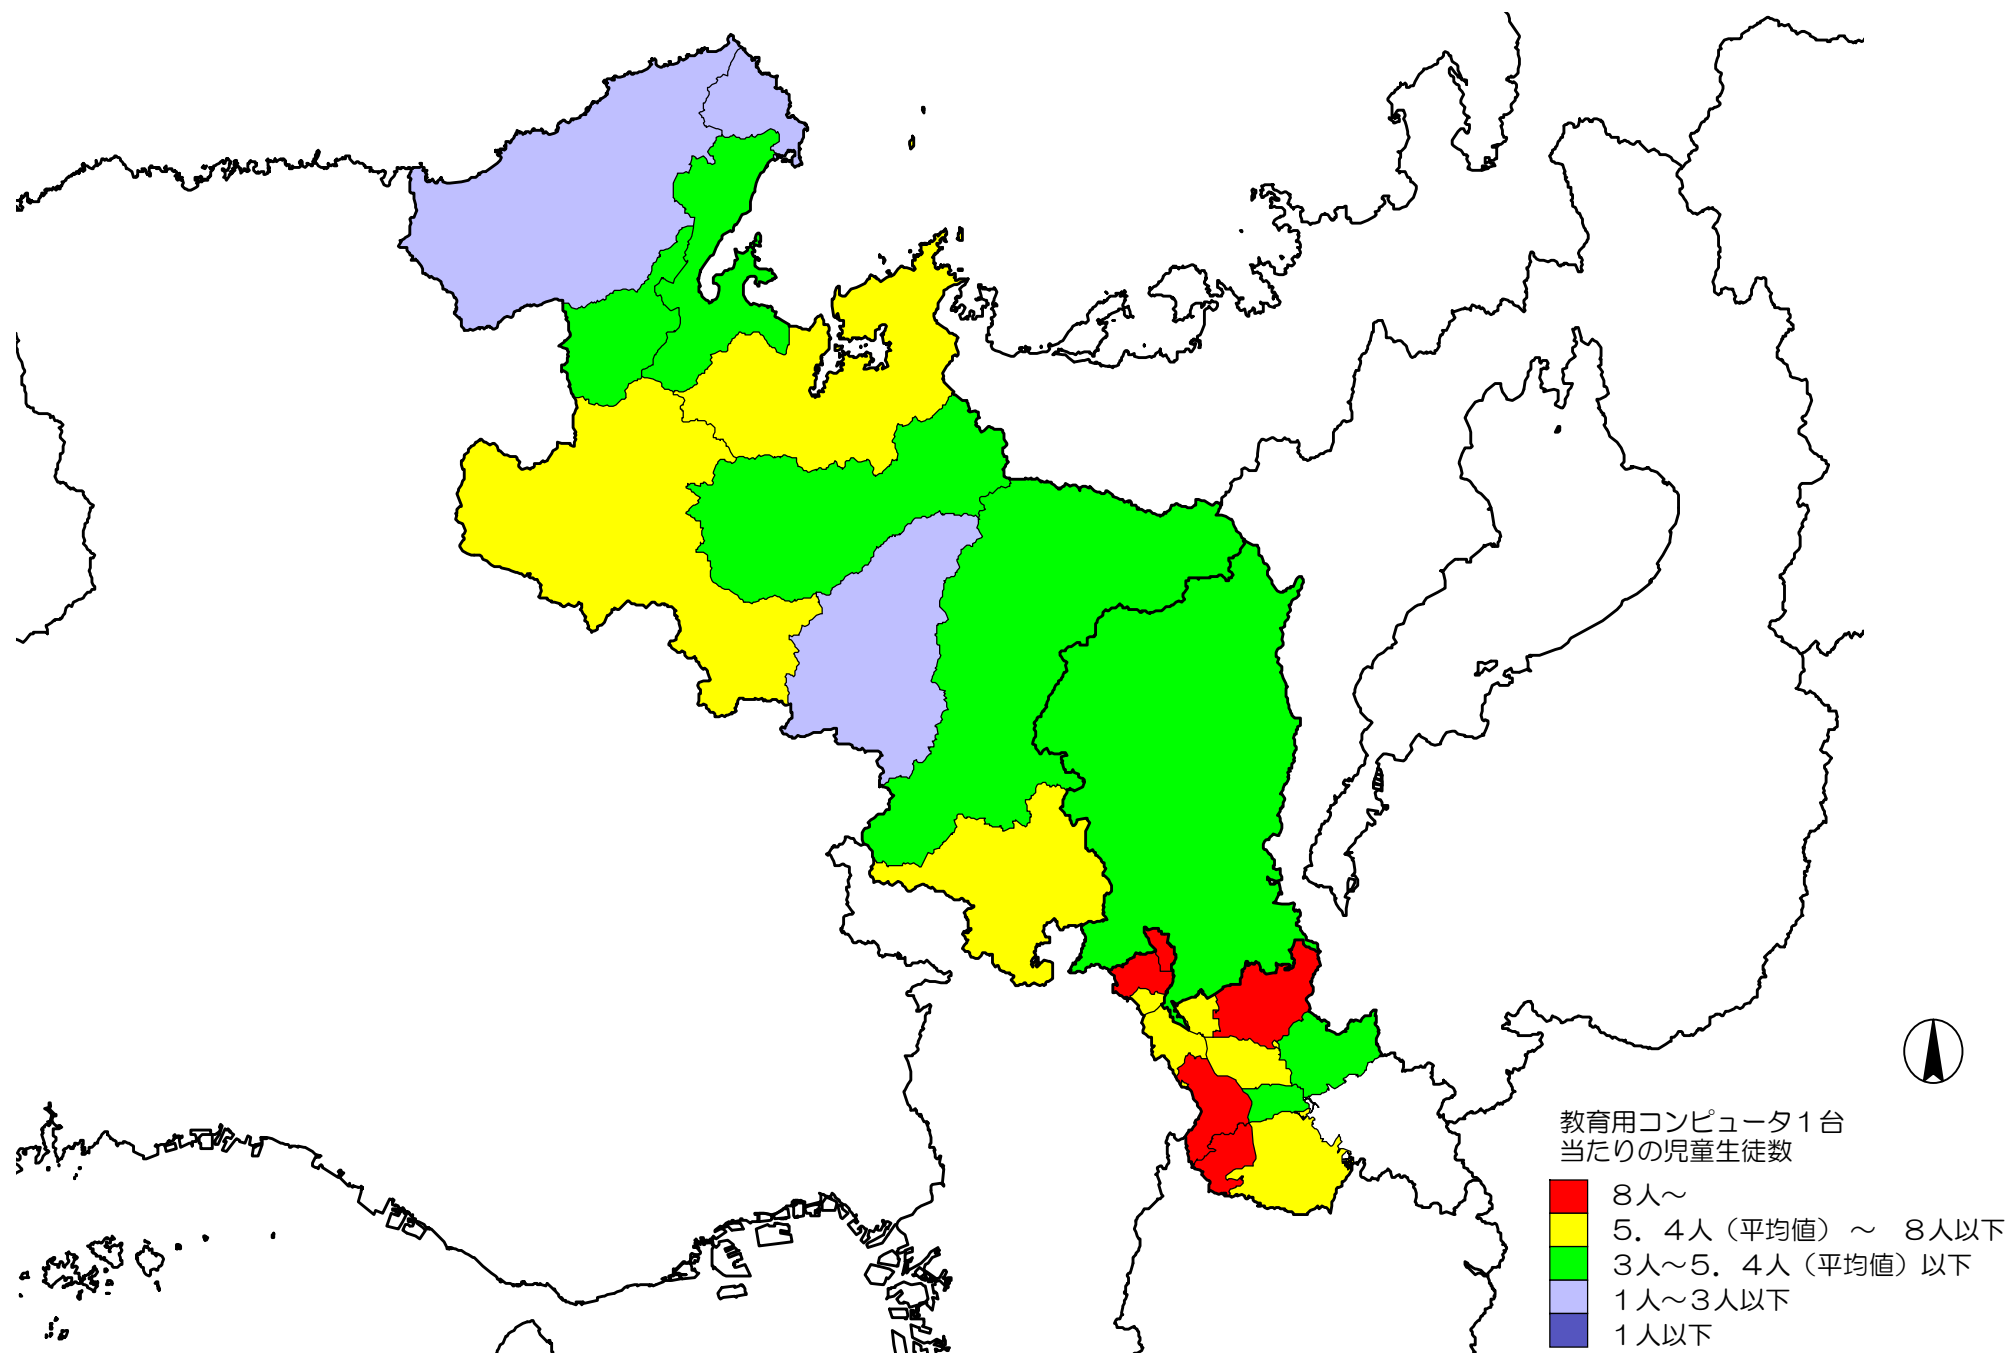 教育用コンピュータ１台
当たりの児童生徒数
８人～
５．４人（平均値）～　８人以下
３人～５．４人（平均値）以下
１人～３人以下
１人以下